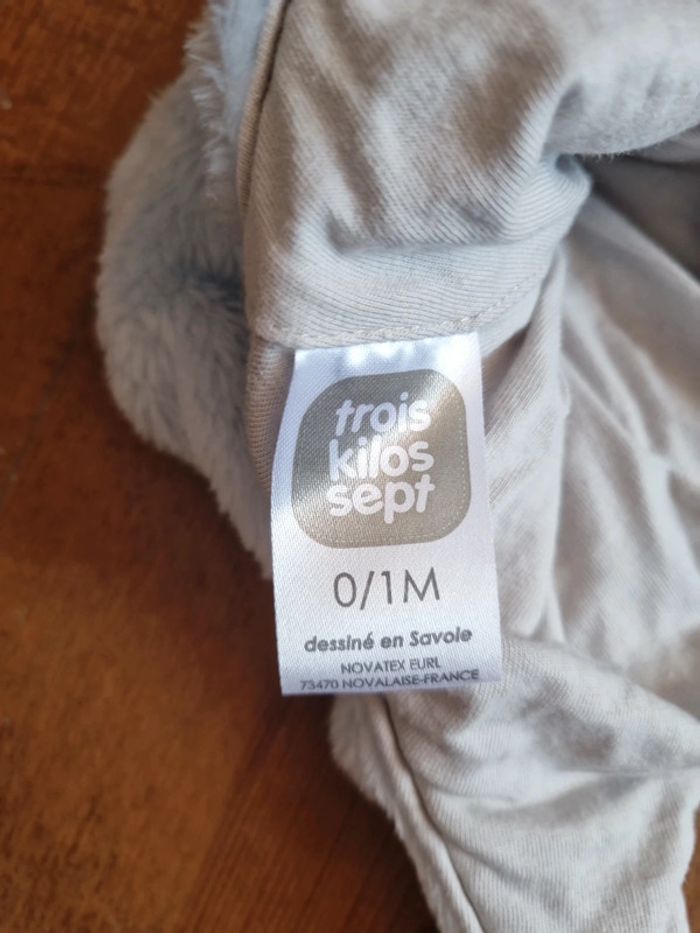 trois
kilos
sept
0/1M
dessiné en Savoie
NOVATEX EURL
73470 NOVALAISE-FRANCE